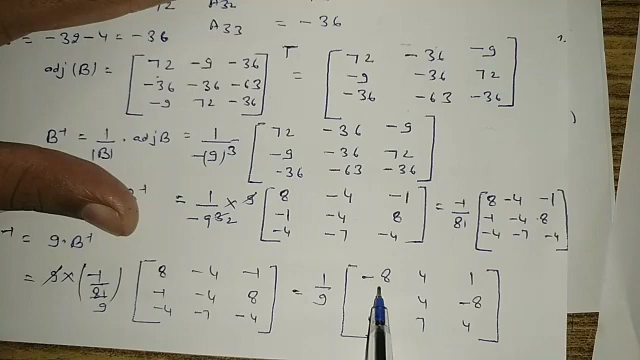 72 A32
A33 = -36
= -32-4 = -36
adj(B) = [ 72 -9 -36 ]T = [ 72 -36 -9 ]
[ -36 -36 -63 ] [ -9 -36 72 ]
[ -9 72 -36 ] [ -36 -63 -36 ]
B⁻¹ = 1/|B| · adjB = 1/-(9)³ [ 72 -36 -9 ]
[ -9 -36 72 ]
[ -36 -63 -36 ]
= 1/-9³2 × 9 [ 8 -4 -1 ] = -1/81 [ 8 -4 -1 ]
[ -1 -4 8 ] [ -1 -4 8 ]
[ -4 -7 -4 ] [ -4 -7 -4 ]
= 9·B⁻¹
= 9× ( -1/81 9 ) [ 8 -4 -1 ] = 1/9 [ -8 4 1 ]
[ -1 -4 8 ] [ 4 -8 ]
[ -4 -7 -4 ] [ 7 4 ]